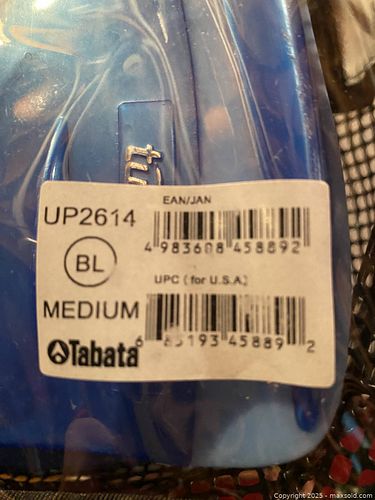 EAN/JAN
UP2614
4 983608 458892
BL
UPC (for U.S.A)
MEDIUM
Tabata
6 85193 45889 2
Copyright 2025 - maxsold.com